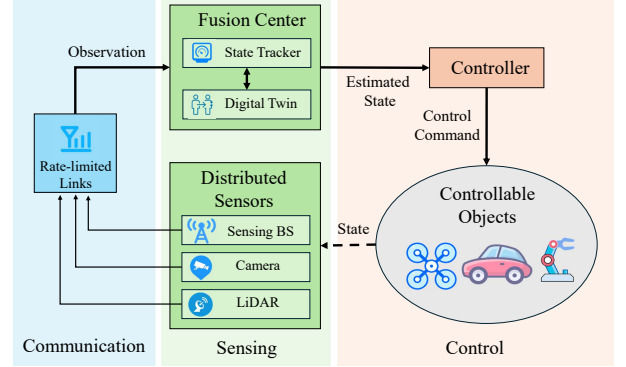 Fusion Center
State Tracker
Digital Twin
Observation
Estimated
State
Controller
Control
Command
Rate-limited
Links
Distributed
Sensors
Sensing BS
Camera
LiDAR
State
Controllable
Objects
Communication
Sensing
Control